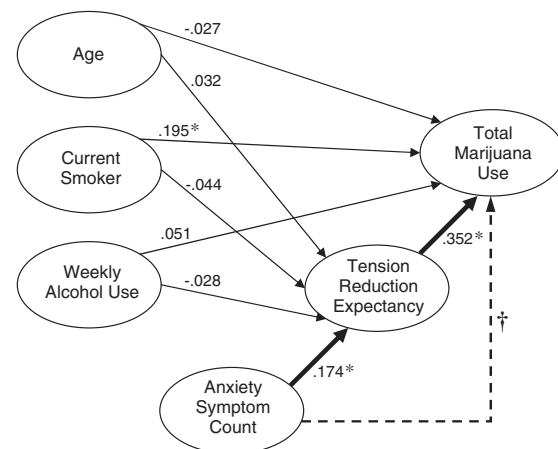 -.027
Age
.032
Total
Marijuana
Use
.195*
Current
Smoker
-.044
.051
.352*
Weekly
Alcohol Use
Tension
Reduction
Expectancy
-.028
†
.174*
Anxiety
Symptom
Count